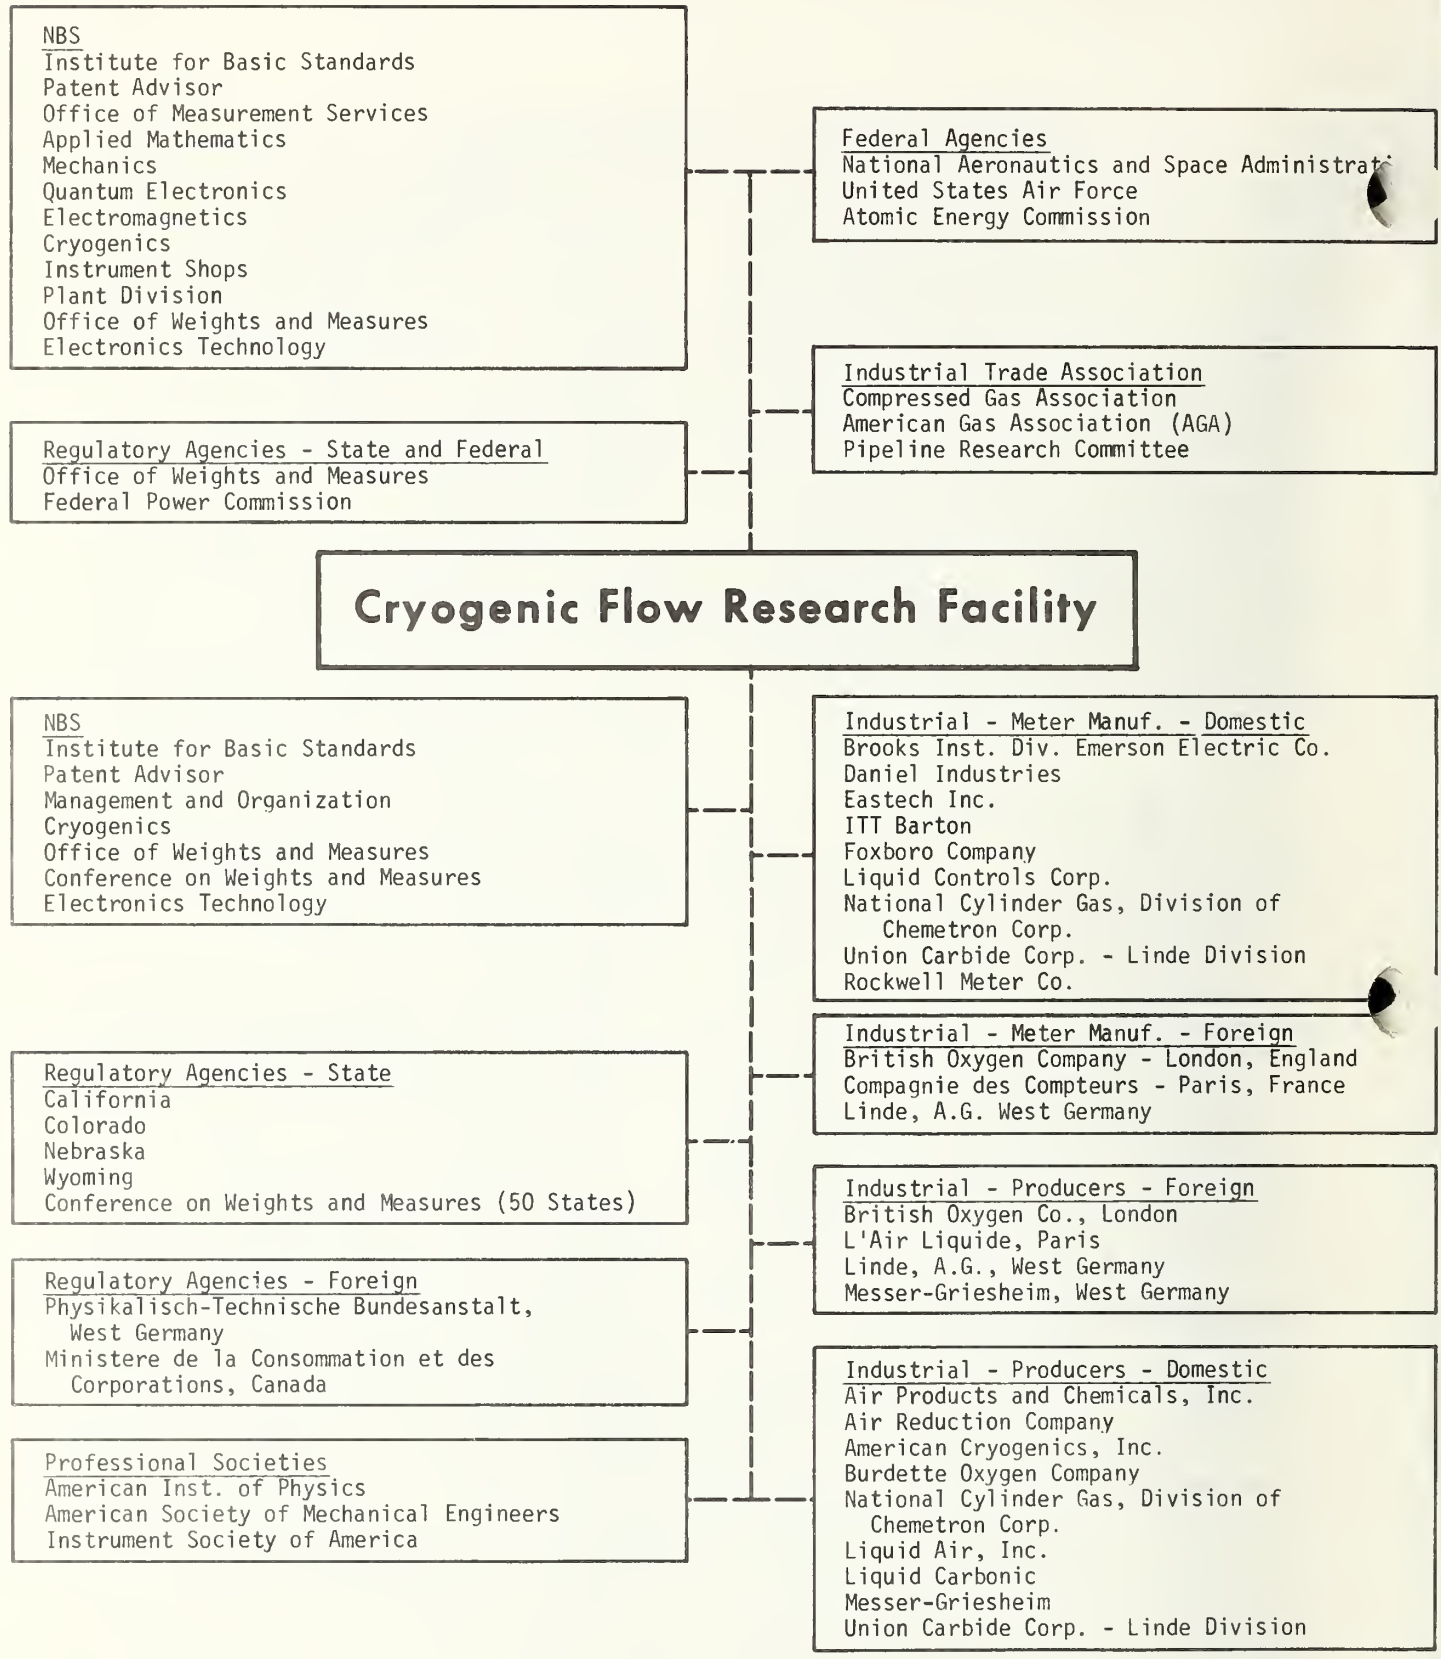 NBS
Institute for Basic Standards
Patent Advisor
Office of Measurement Services
Applied Mathematics
Mechanics
Quantum Electronics
Electromagnetics
Cryogenics
Instrument Shops
Plant Division
Office of Weights and Measures
Electronics Technology
Federal Agencies
National Aeronautics and Space
United States Air Force
Atomic Energy Commission
Industrial Trade Association
Compressed Gas Association
American Gas Association (AGA)
Pipeline Research Committee
Regulatory Agencies - State and Federal
Office of Weights and Measures
Federal Power Commission
Cryogenic Flow Research Facility
NBS
Institute for Basic Standards
Patent Advisor
Management and Organization
Cryogenics
Office of Weights and Measures
Conference on Weights and Measures
Electronics Technology
Industrial - Meter Manuf. - Domestic
Brooks Inst. Div. Emerson Electric Co.
Daniel Industries
Eastech Inc.
ITT Barton
Foxboro Company
Liquid Controls Corp.
National Cylinder Gas, Division of
Chemetron Corp.
Union Carbide Corp. - Linde Division
Rockwell Meter Co.
Industrial - Meter Manuf. - Foreign
British Oxygen Company - London, England
Compagnie des Compteurs - Paris, France
Linde, A.G. West Germany
Regulatory Agencies - State
California
Colorado
Nebraska
Wyoming
Conference on Weights and Measures (50 States)
Industrial - Producers - Foreign
British Oxygen Co., London
L'Air Liquide, Paris
Linde, A.G., West Germany
Messer-Griesheim, West Germany
Regulatory Agencies - Foreign
Physikalisch-Technische Bundesanstalt,
West Germany
Ministere de la Consommation et des
Corporations, Canada
Industrial - Producers - Domestic
Air Products and Chemicals, Inc.
Air Reduction Company
American Cryogenics, Inc.
Burdette Oxygen Company
National Cylinder Gas, Division of
Chemetron Corp.
Liquid Air, Inc.
Liquid Carbonic
Messer-Griesheim
Union Carbide Corp. - Linde Division
Professional Societies
American Inst. of Physics
American Society of Mechanical Engineers
Instrument Society of America